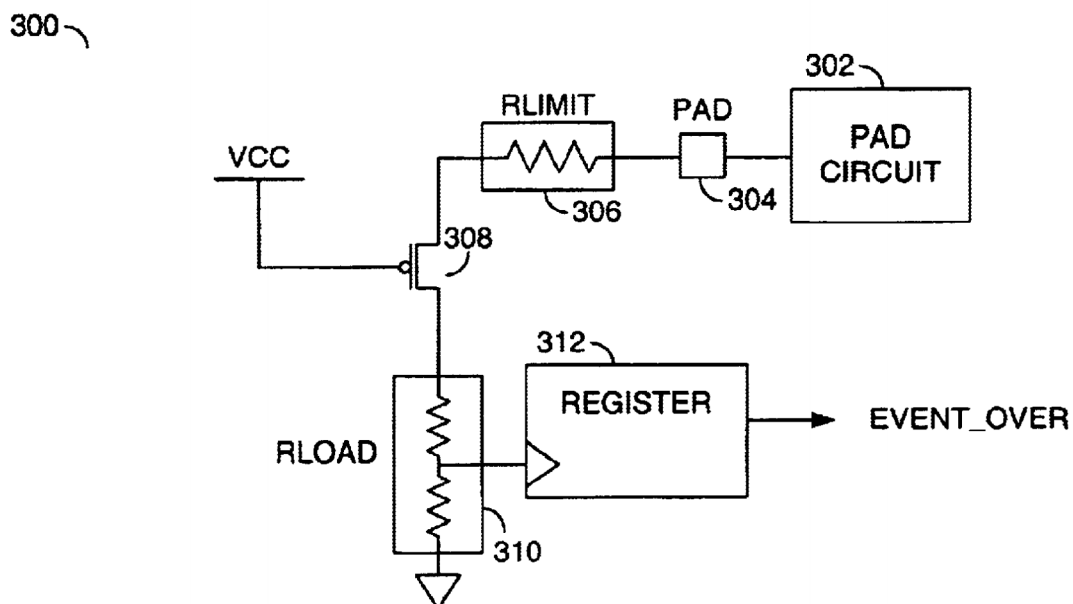 300
302
RLIMIT
PAD
PAD
CIRCUIT
VCC
306
304
308
312
REGISTER
EVENT_OVER
RLOAD
310